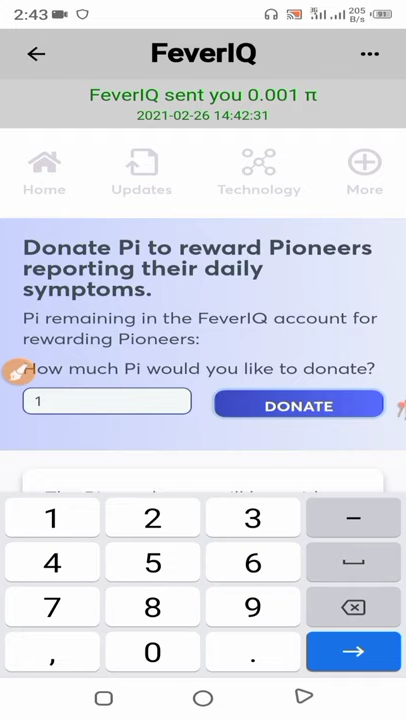 2:43 3G 205 B/s 91
FeverIQ
FeverIQ sent you 0.001 π
2021-02-26 14:42:31
Home Updates Technology More
Donate Pi to reward Pioneers
reporting their daily
symptoms.
Pi remaining in the FeverIQ account for
rewarding Pioneers:
How much Pi would you like to donate?
1 DONATE
1 2 3 –
4 5 6
7 8 9
, 0 .